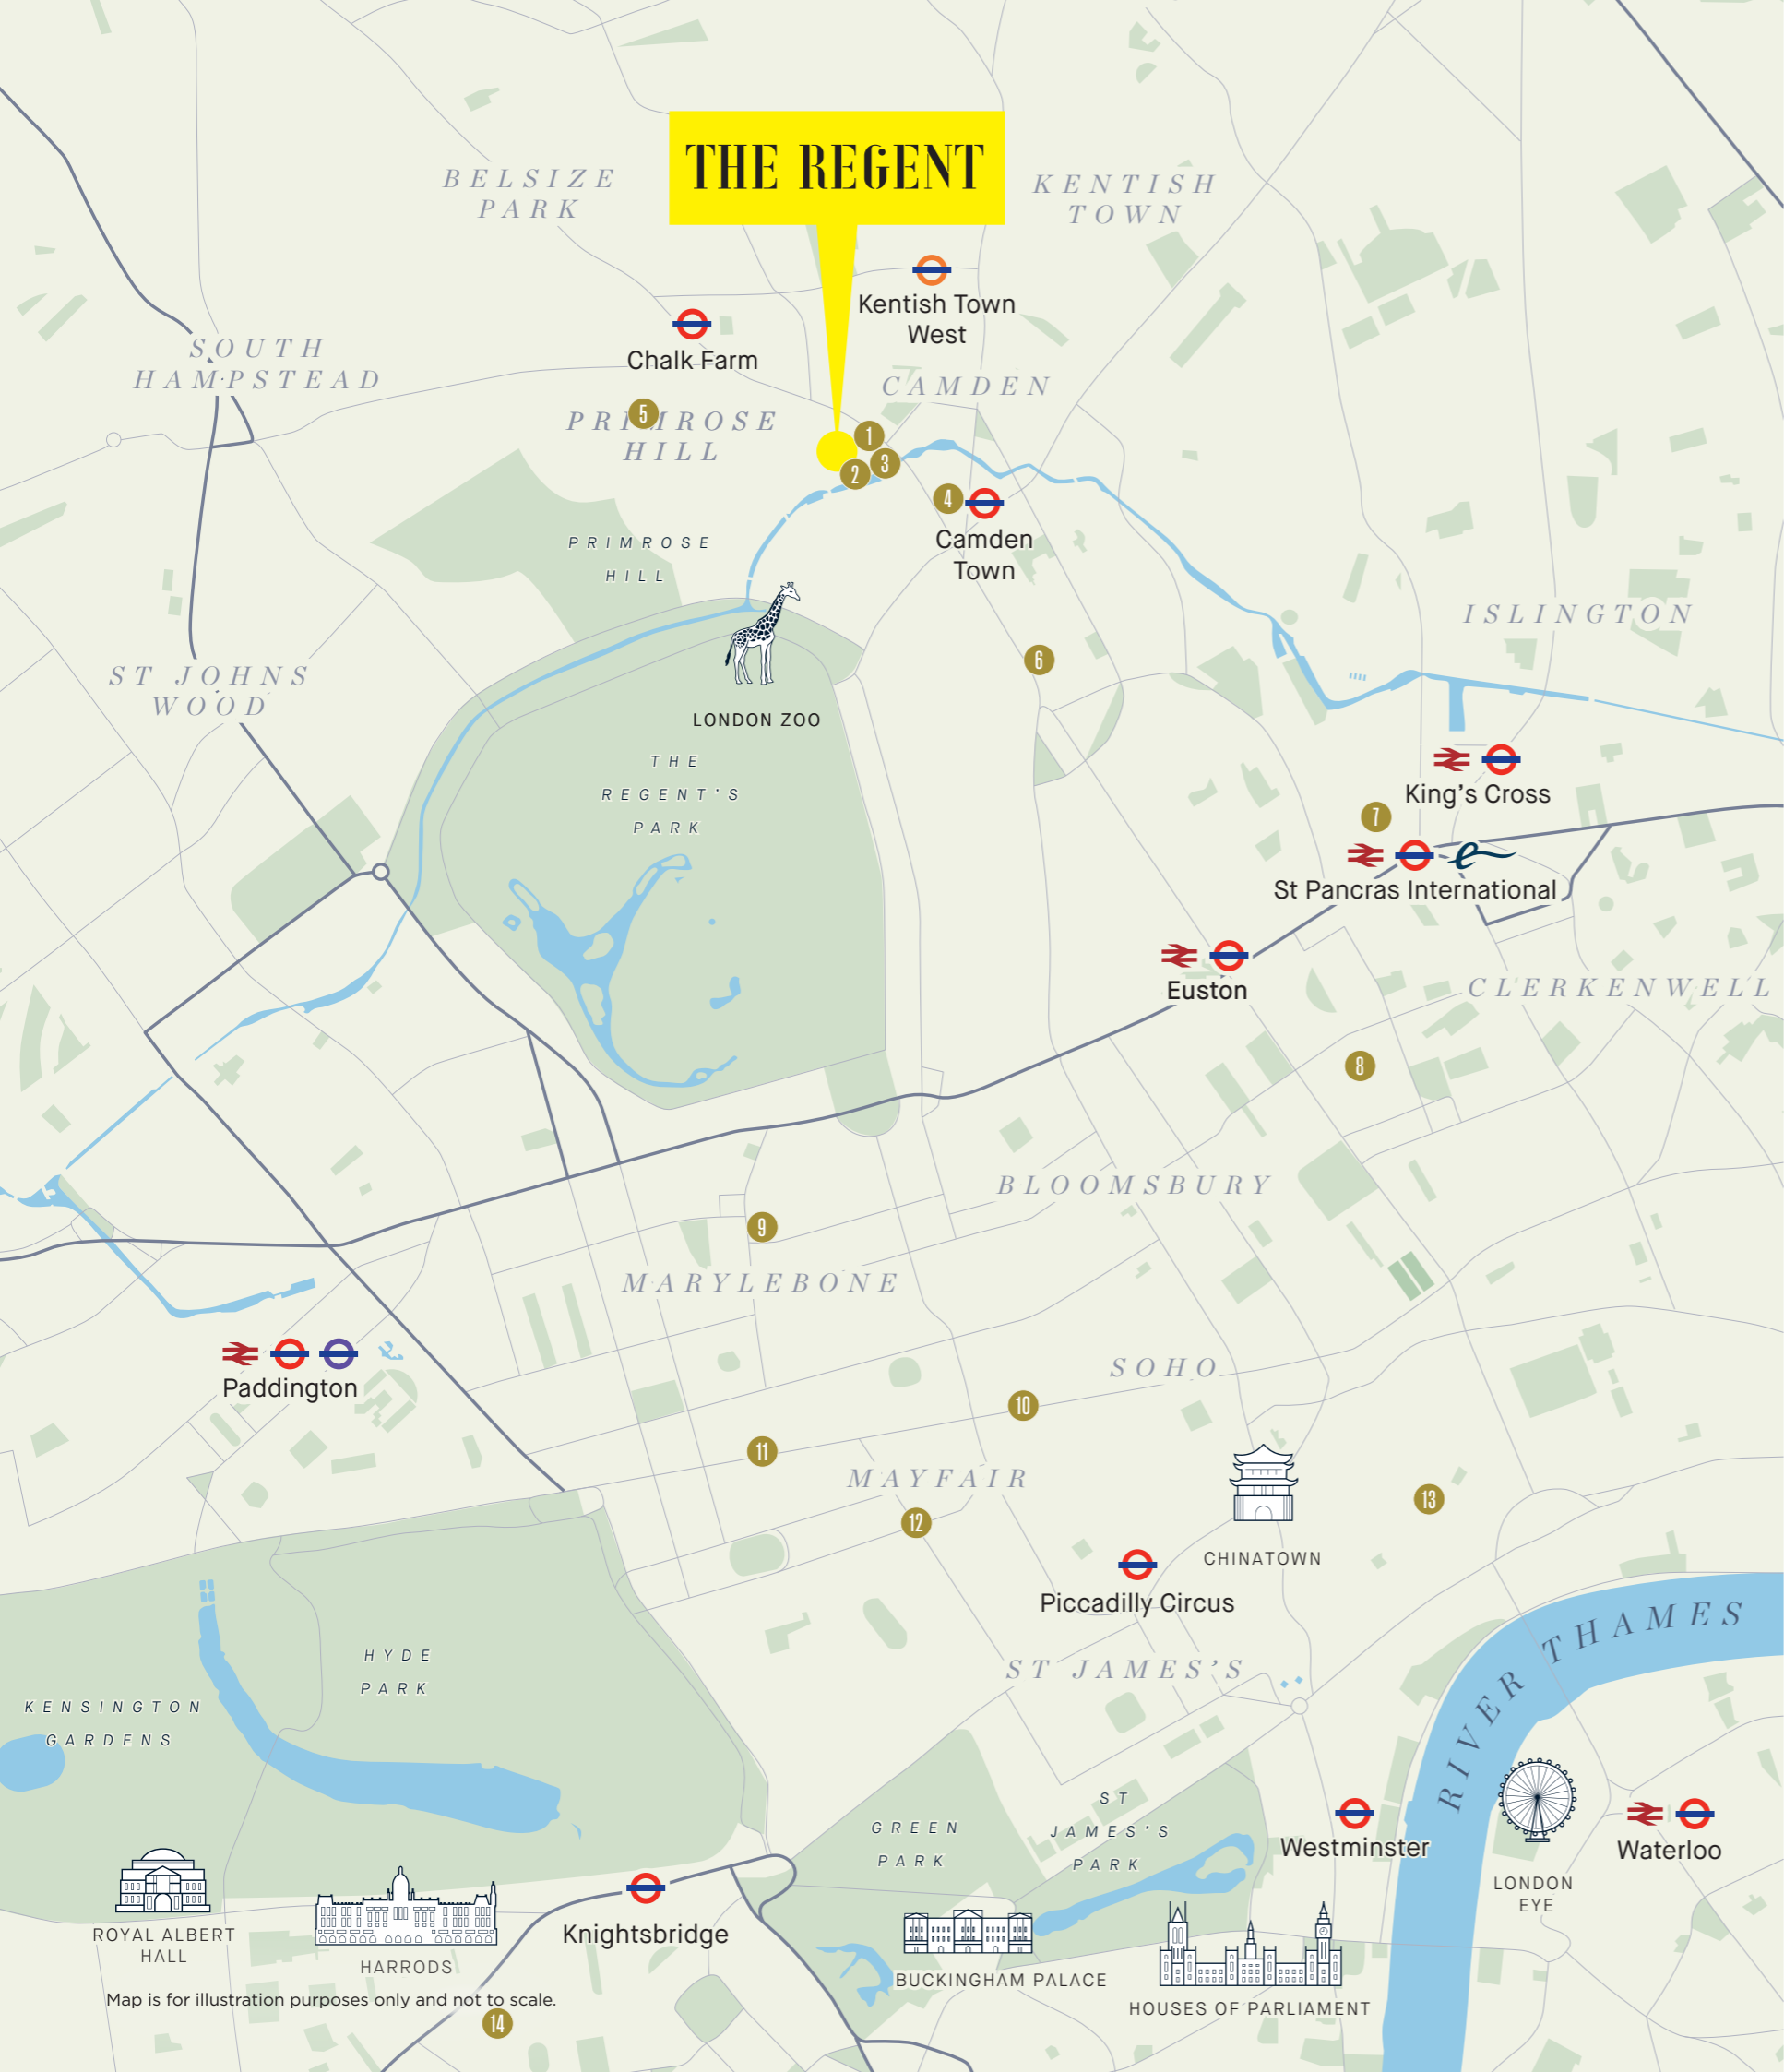 THE REGENT
BELSIZE
PARK
KENTISH
TOWN
Kentish Town
West
Chalk Farm
SOUTH
HAMPSTEAD
CAMDEN
5
PRIMROSE
HILL
1
2
3
4
Camden
Town
PRIMROSE
HILL
ISLINGTON
6
ST JOHNS
WOOD
LONDON ZOO
THE
REGENT'S
PARK
King's Cross
7
e
St Pancras International
Euston
CLERKENWELL
8
BLOOMSBURY
9
MARYLEBONE
Paddington
SOHO
10
11
MAYFAIR
12
13
CHINATOWN
Piccadilly Circus
RIVER THAMES
HYDE
PARK
ST JAMES'S
KENSINGTON
GARDENS
GREEN
PARK
ST
JAMES'S
PARK
Westminster
LONDON
EYE
Waterloo
ROYAL ALBERT
HALL
HARRODS
Knightsbridge
BUCKINGHAM PALACE
HOUSES OF PARLIAMENT
Map is for illustration purposes only and not to scale.
14